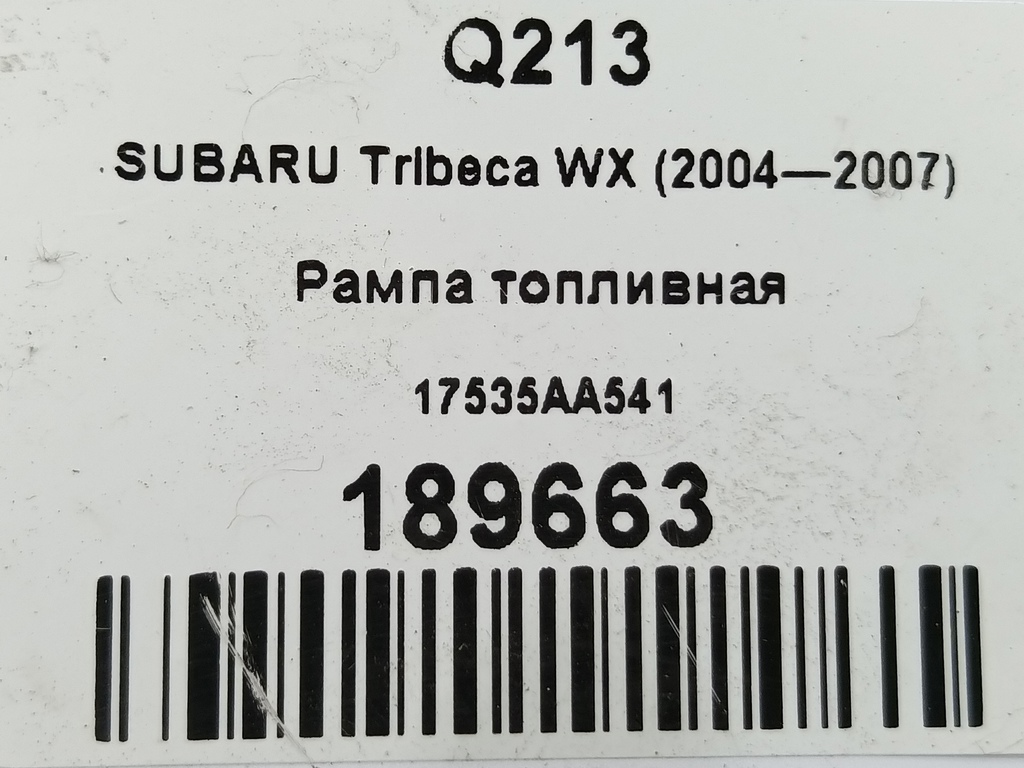 Q213
SUBARU Tribeca WX (2004—2007)
Рампа топливная
17535AA541
189663